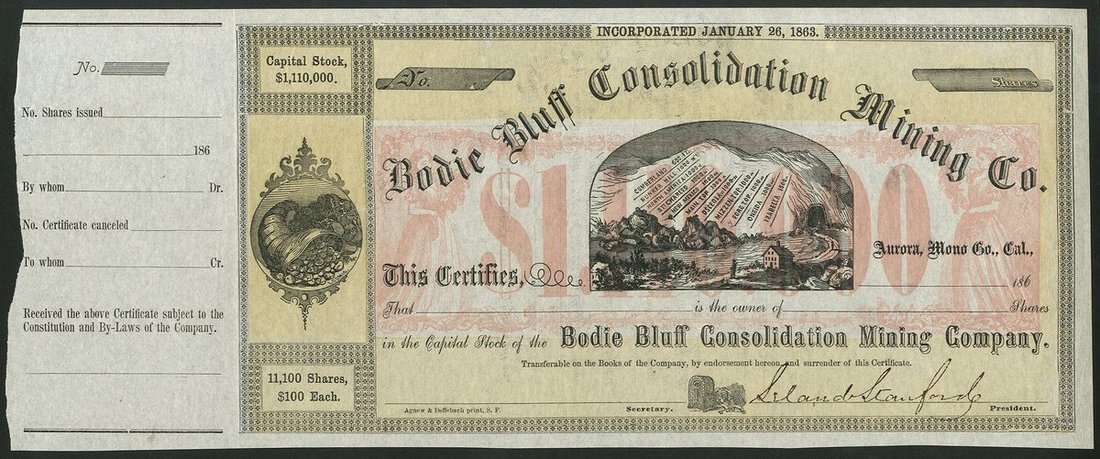 No.
No. Shares issued
186
By whom Dr.
No. Certificate canceled
To whom Cr.
Received the above Certificate subject to the
Constitution and By-Laws of the Company.
INCORPORATED JANUARY 26, 1863.
Capital Stock,
$1,110,000.
No.
Shares
Bodie Bluff Consolidation Mining Co.
Aurora, Mono Co., Cal.,
This Certifies,
186
That is the owner of Shares
in the Capital Stock of the Bodie Bluff Consolidation Mining Company.
Transferable on the Books of the Company, by endorsement hereon and surrender of this Certificate.
11,100 Shares,
$100 Each.
Leland Stanford
Agnew & Deffebach print, S. F. Secretary. President.